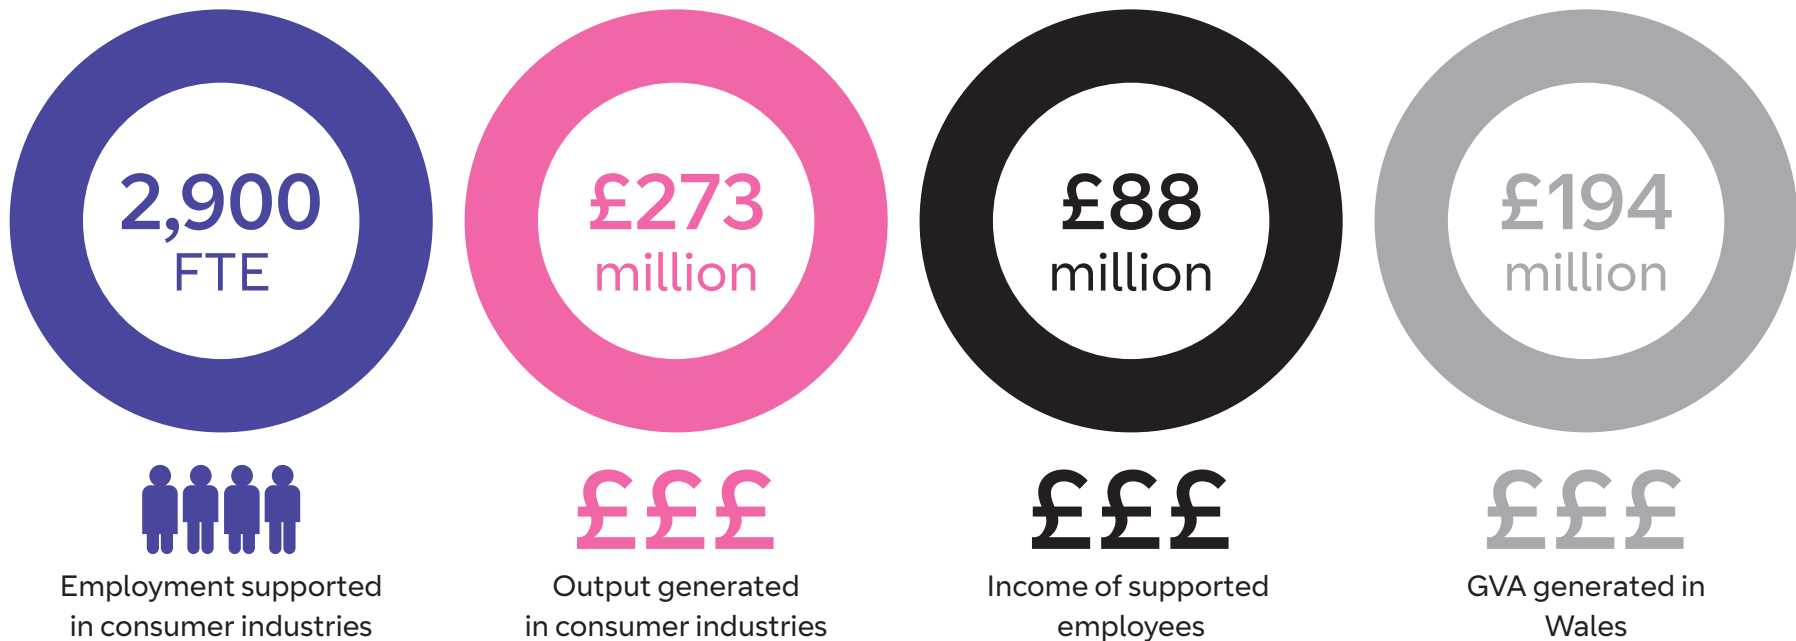 2,900
FTE
£273
million
£88
million
£194
million
£££
£££
£££
Employment supported
in consumer industries
Output generated
in consumer industries
Income of supported
employees
GVA generated in
Wales